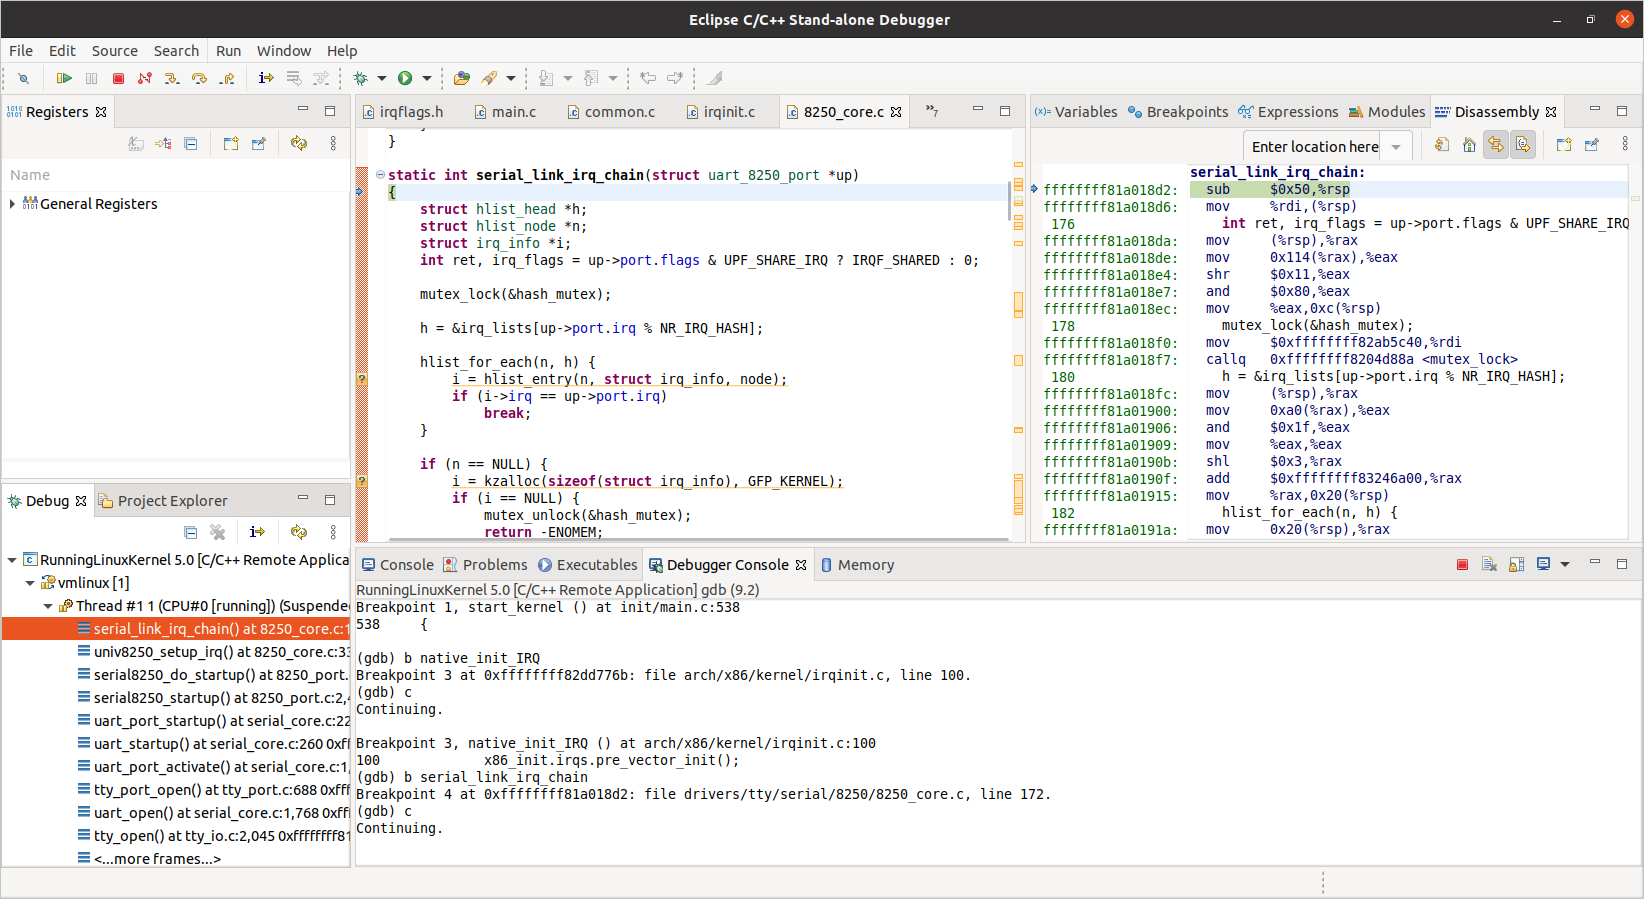 Eclipse C/C++ Stand-alone Debugger
File Edit Source Search Run Window Help
Registers
Name
General Registers
Debug Project Explorer
RunningLinuxKernel 5.0 [C/C++ Remote Applica
vmlinux [1]
Thread #1 1 (CPU#0 [running]) (Suspended
serial_link_irq_chain() at 8250_core.c:1
univ8250_setup_irq() at 8250_core.c:33
serial8250_do_startup() at 8250_port.
serial8250_startup() at 8250_port.c:2,4
uart_port_startup() at serial_core.c:22
uart_startup() at serial_core.c:260 0xff
uart_port_activate() at serial_core.c:1,
tty_port_open() at tty_port.c:688 0xfff
uart_open() at serial_core.c:1,768 0xfff
tty_open() at tty_io.c:2,045 0xffffffff81
<...more frames...>
irqflags.h main.c common.c irqinit.c 8250_core.c »7
}
static int serial_link_irq_chain(struct uart_8250_port *up)
{
struct hlist_head *h;
struct hlist_node *n;
struct irq_info *i;
int ret, irq_flags = up->port.flags & UPF_SHARE_IRQ ? IRQF_SHARED : 0;
mutex_lock(&hash_mutex);
h = &irq_lists[up->port.irq % NR_IRQ_HASH];
hlist_for_each(n, h) {
i = hlist_entry(n, struct irq_info, node);
if (i->irq == up->port.irq)
break;
}
if (n == NULL) {
i = kzalloc(sizeof(struct irq_info), GFP_KERNEL);
if (i == NULL) {
mutex_unlock(&hash_mutex);
return -ENOMEM;
Variables Breakpoints Expressions Modules Disassembly
Enter location here
serial_link_irq_chain:
ffffffff81a018d2: sub $0x50,%rsp
ffffffff81a018d6: mov %rdi,(%rsp)
176 int ret, irq_flags = up->port.flags & UPF_SHARE_IRQ
ffffffff81a018da: mov (%rsp),%rax
ffffffff81a018de: mov 0x114(%rax),%eax
ffffffff81a018e4: shr $0x11,%eax
ffffffff81a018e7: and $0x80,%eax
ffffffff81a018ec: mov %eax,0xc(%rsp)
178 mutex_lock(&hash_mutex);
ffffffff81a018f0: mov $0xffffffff82ab5c40,%rdi
ffffffff81a018f7: callq 0xffffffff8204d88a <mutex_lock>
180 h = &irq_lists[up->port.irq % NR_IRQ_HASH];
ffffffff81a018fc: mov (%rsp),%rax
ffffffff81a01900: mov 0xa0(%rax),%eax
ffffffff81a01906: and $0x1f,%eax
ffffffff81a01909: mov %eax,%eax
ffffffff81a0190b: shl $0x3,%rax
ffffffff81a0190f: add $0xffffffff83246a00,%rax
ffffffff81a01915: mov %rax,0x20(%rsp)
182 hlist_for_each(n, h) {
ffffffff81a0191a: mov 0x20(%rsp),%rax
Console Problems Executables Debugger Console Memory
RunningLinuxKernel 5.0 [C/C++ Remote Application] gdb (9.2)
Breakpoint 1, start_kernel () at init/main.c:538
538 {
(gdb) b native_init_IRQ
Breakpoint 3 at 0xffffffff82dd776b: file arch/x86/kernel/irqinit.c, line 100.
(gdb) c
Continuing.
Breakpoint 3, native_init_IRQ () at arch/x86/kernel/irqinit.c:100
100 x86_init.irqs.pre_vector_init();
(gdb) b serial_link_irq_chain
Breakpoint 4 at 0xffffffff81a018d2: file drivers/tty/serial/8250/8250_core.c, line 172.
(gdb) c
Continuing.